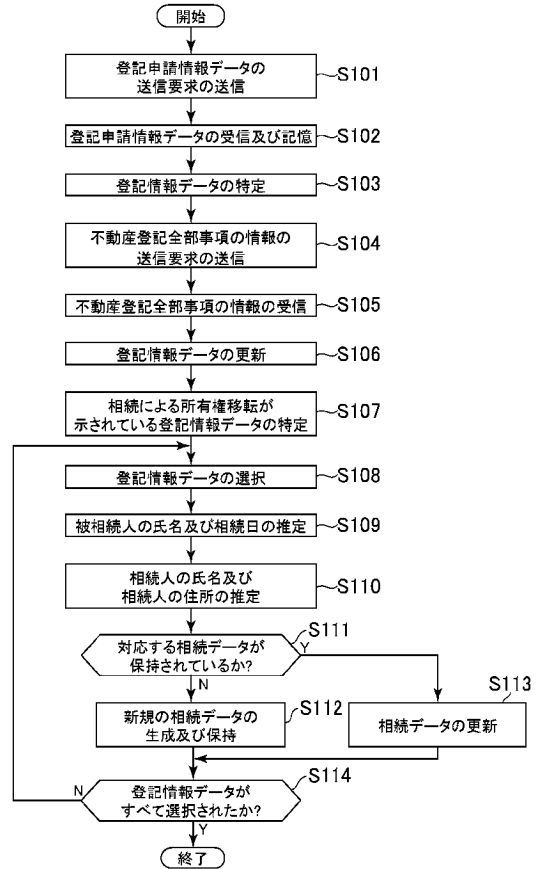 開始
登記申請情報データの
送信要求の送信
S101
登記申請情報データの受信及び記憶
S102
登記情報データの特定
S103
不動産登記全部事項の情報の
送信要求の送信
S104
不動産登記全部事項の情報の受信
S105
登記情報データの更新
S106
相続による所有権移転が
示されている登記情報データの特定
S107
登記情報データの選択
S108
被相続人の氏名及び相続日の推定
S109
相続人の氏名及び
相続人の住所の推定
S110
対応する相続データが
保持されているか?
S111
Y
N
新規の相続データの
生成及び保持
S112
相続データの更新
S113
登記情報データが
すべて選択されたか?
S114
N
Y
終了